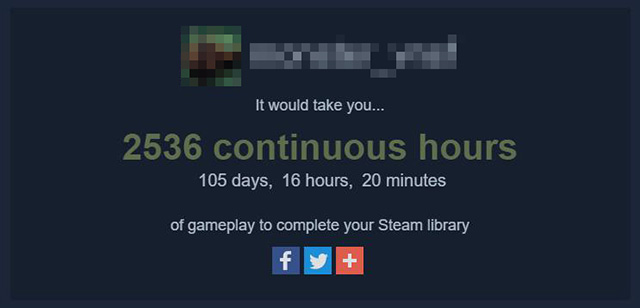 It would take you...
2536 continuous hours
105 days, 16 hours, 20 minutes
of gameplay to complete your Steam library